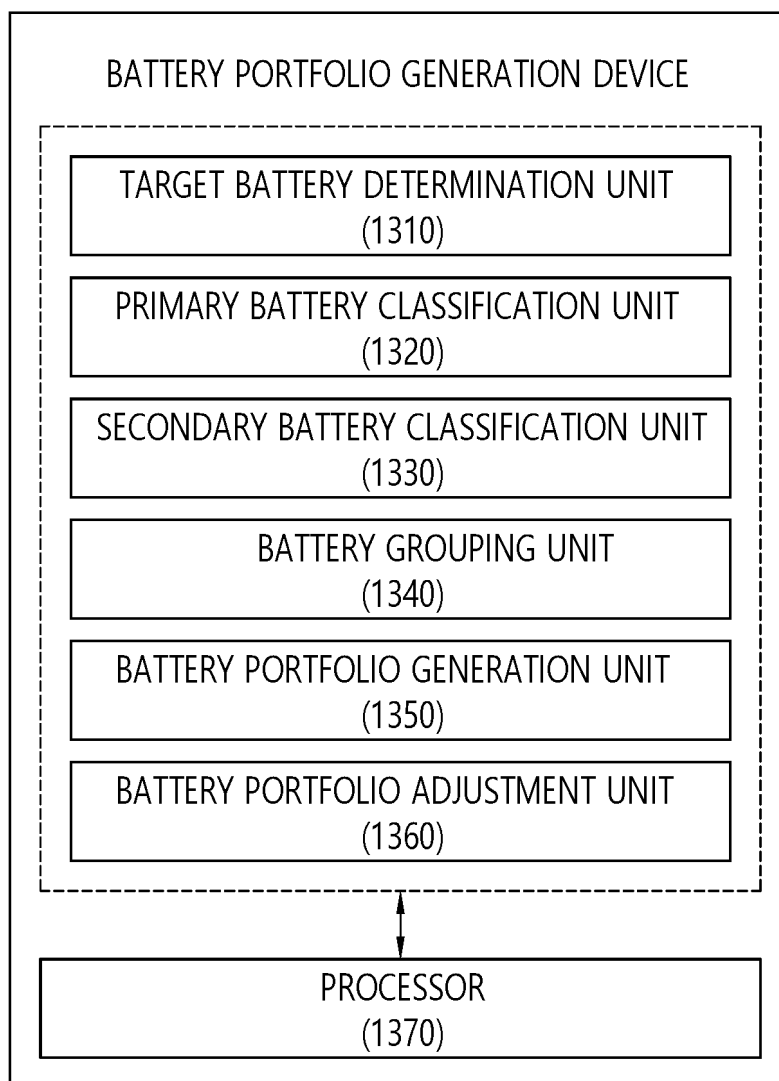 BATTERY PORTFOLIO GENERATION DEVICE
TARGET BATTERY DETERMINATION UNIT
(1310)
PRIMARY BATTERY CLASSIFICATION UNIT
(1320)
SECONDARY BATTERY CLASSIFICATION UNIT
(1330)
BATTERY GROUPING UNIT
(1340)
BATTERY PORTFOLIO GENERATION UNIT
(1350)
BATTERY PORTFOLIO ADJUSTMENT UNIT
(1360)
PROCESSOR
(1370)